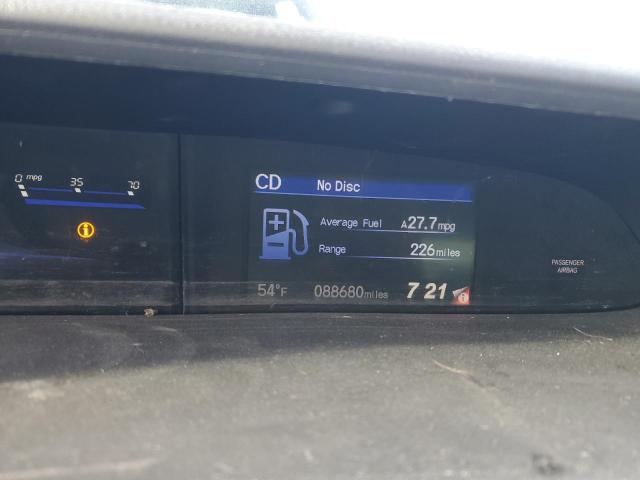 0 mpg 35 70
CD No Disc
Average Fuel A27.7mpg
Range 226miles
54°F 088680miles 7 21
PASSENGER
AIRBAG